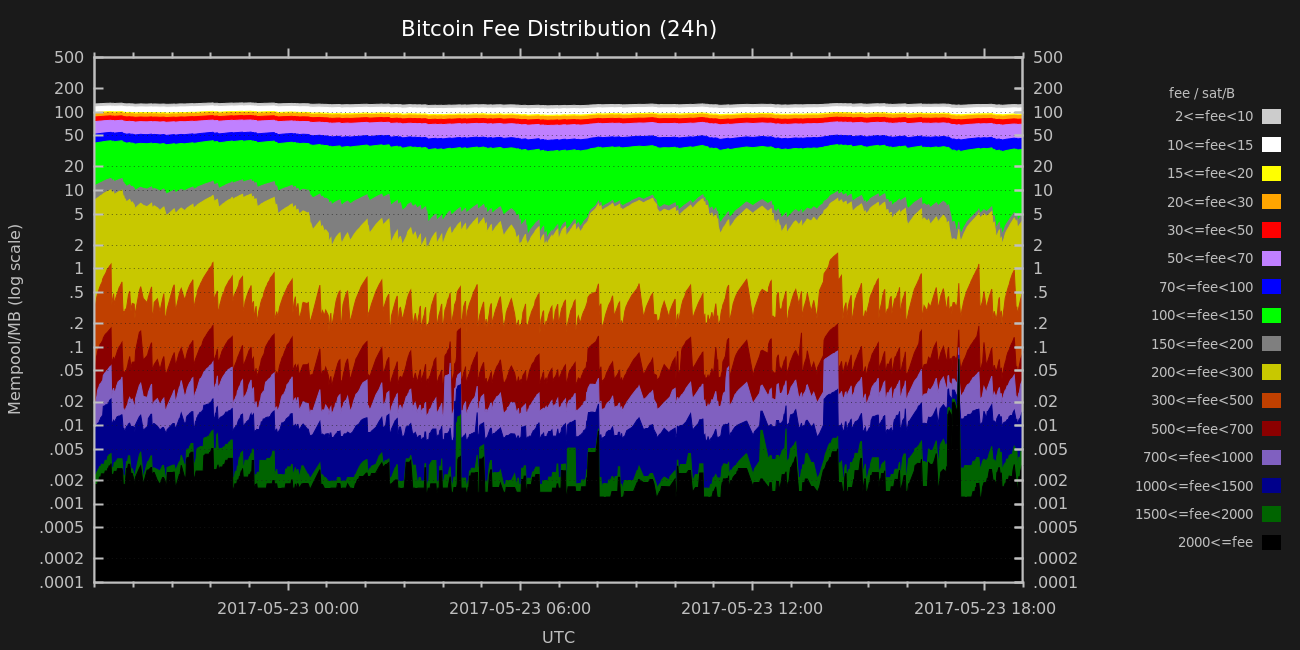 Bitcoin Fee Distribution (24h)
500 500
200 200
100 100
50 50
20 20
10 10
5 5
2 2
1 1
.5 .5
.2 .2
.1 .1
.05 .05
.02 .02
.01 .01
.005 .005
.002 .002
.001 .001
.0005 .0005
.0002 .0002
.0001 .0001
Mempool/MB (log scale)
2017-05-23 00:00 2017-05-23 06:00 2017-05-23 12:00 2017-05-23 18:00
UTC
fee / sat/B
2<=fee<10
10<=fee<15
15<=fee<20
20<=fee<30
30<=fee<50
50<=fee<70
70<=fee<100
100<=fee<150
150<=fee<200
200<=fee<300
300<=fee<500
500<=fee<700
700<=fee<1000
1000<=fee<1500
1500<=fee<2000
2000<=fee